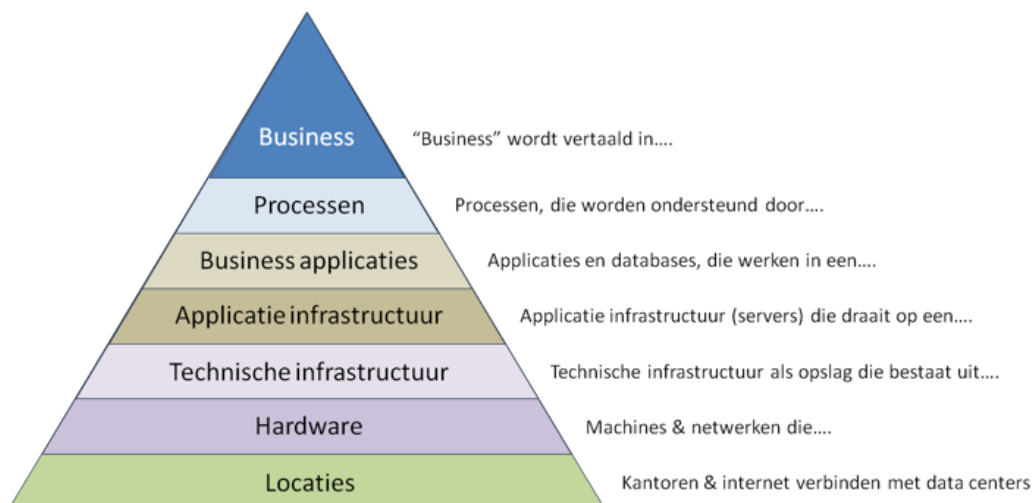 Business
“Business” wordt vertaald in....
Processen
Processen, die worden ondersteund door....
Business applicaties
Applicaties en databases, die werken in een....
Applicatie infrastructuur
Applicatie infrastructuur (servers) die draait op een....
Technische infrastructuur
Technische infrastructuur als opslag die bestaat uit....
Hardware
Machines & netwerken die....
Locaties
Kantoren & internet verbinden met data centers